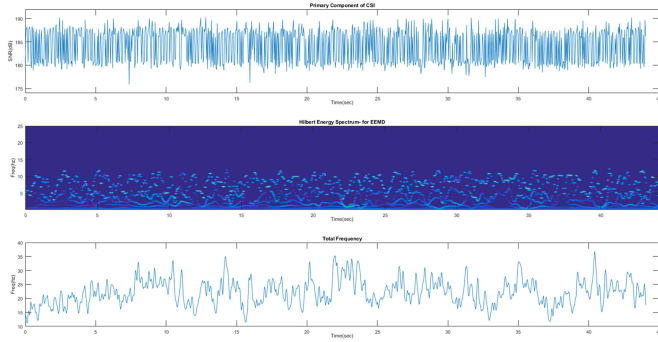 Primary Component of CSI
SNR(dB)
190
185
180
175
0 5 10 15 20 25 30 35 40 45
Time(sec)
Hilbert Energy Spectrum- for EEMD
Freq(hz)
25
20
15
10
5
0 5 10 15 20 25 30 35 40
Time(sec)
Total Frequency
Freq(hz)
40
35
30
25
20
15
10
0 5 10 15 20 25 30 35 40 45
Time(sec)